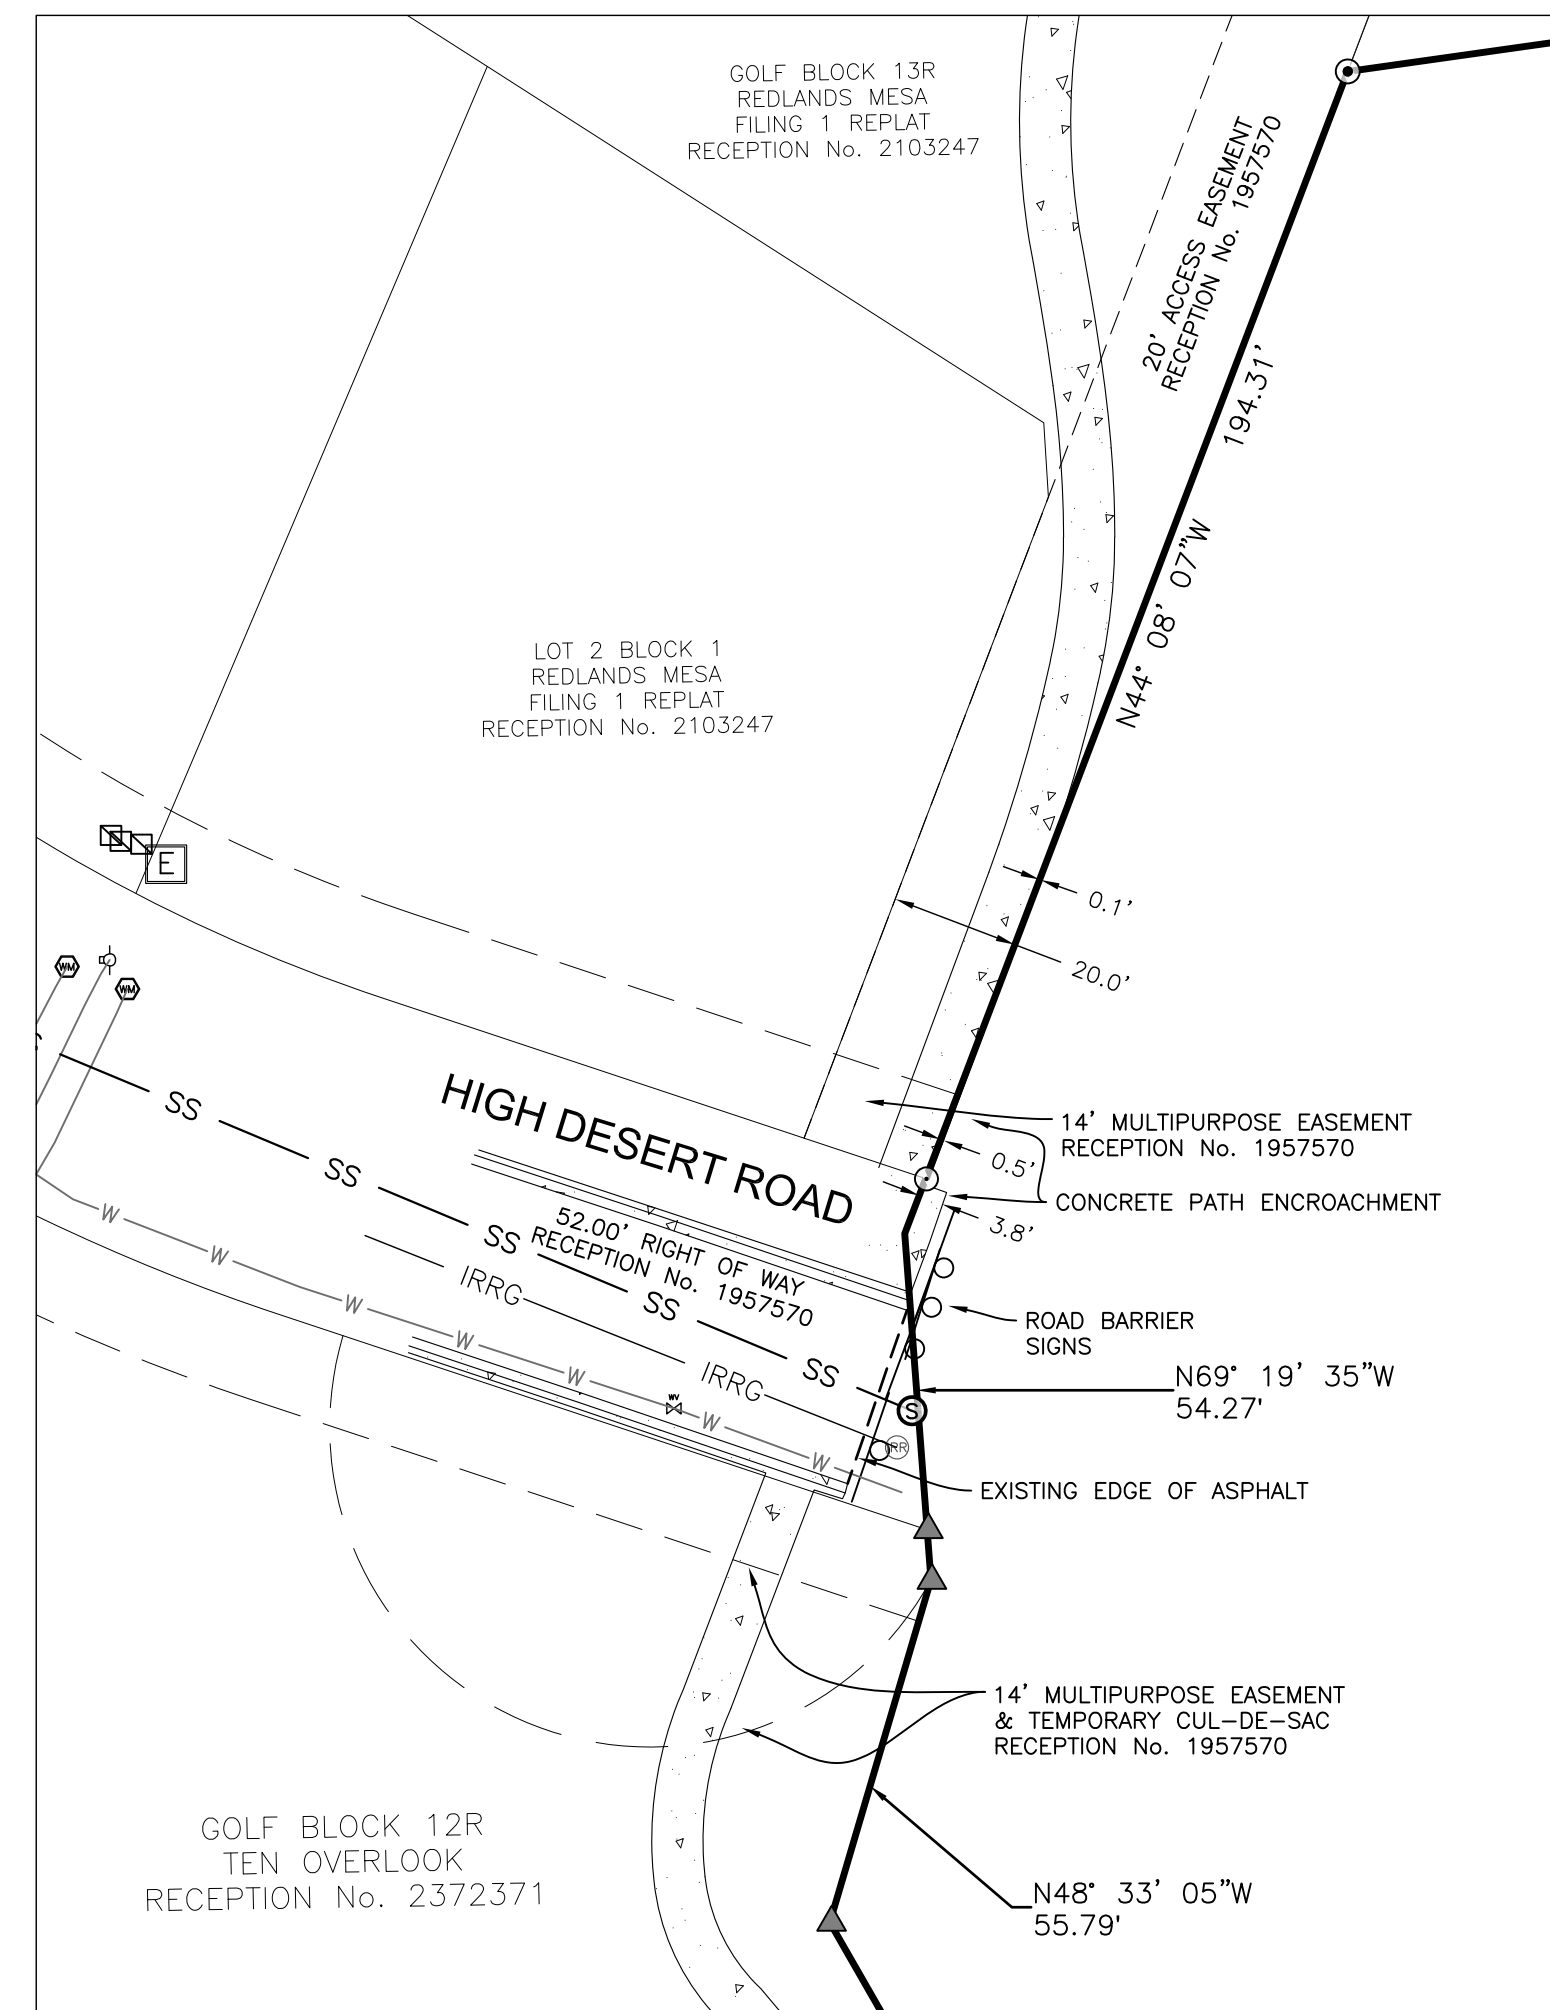 GOLF BLOCK 13R
REDLANDS MESA
FILING 1 REPLAT
RECEPTION No. 2103247
20' ACCESS EASEMENT
RECEPTION No. 1957570
194.31'
N44° 08' 07"W
LOT 2 BLOCK 1
REDLANDS MESA
FILING 1 REPLAT
RECEPTION No. 2103247
E
0.1'
20.0'
WM
WM
HIGH DESERT ROAD
52.00' RIGHT OF WAY
RECEPTION No. 1957570
SS
SS
SS
SS
SS
IRRG
IRRG
W
W
W
W
W
W
W
WV
14' MULTIPURPOSE EASEMENT
RECEPTION No. 1957570
0.5'
CONCRETE PATH ENCROACHMENT
3.8'
ROAD BARRIER
SIGNS
N69° 19' 35"W
54.27'
S
IRR
EXISTING EDGE OF ASPHALT
14' MULTIPURPOSE EASEMENT
& TEMPORARY CUL-DE-SAC
RECEPTION No. 1957570
GOLF BLOCK 12R
TEN OVERLOOK
RECEPTION No. 2372371
N48° 33' 05"W
55.79'